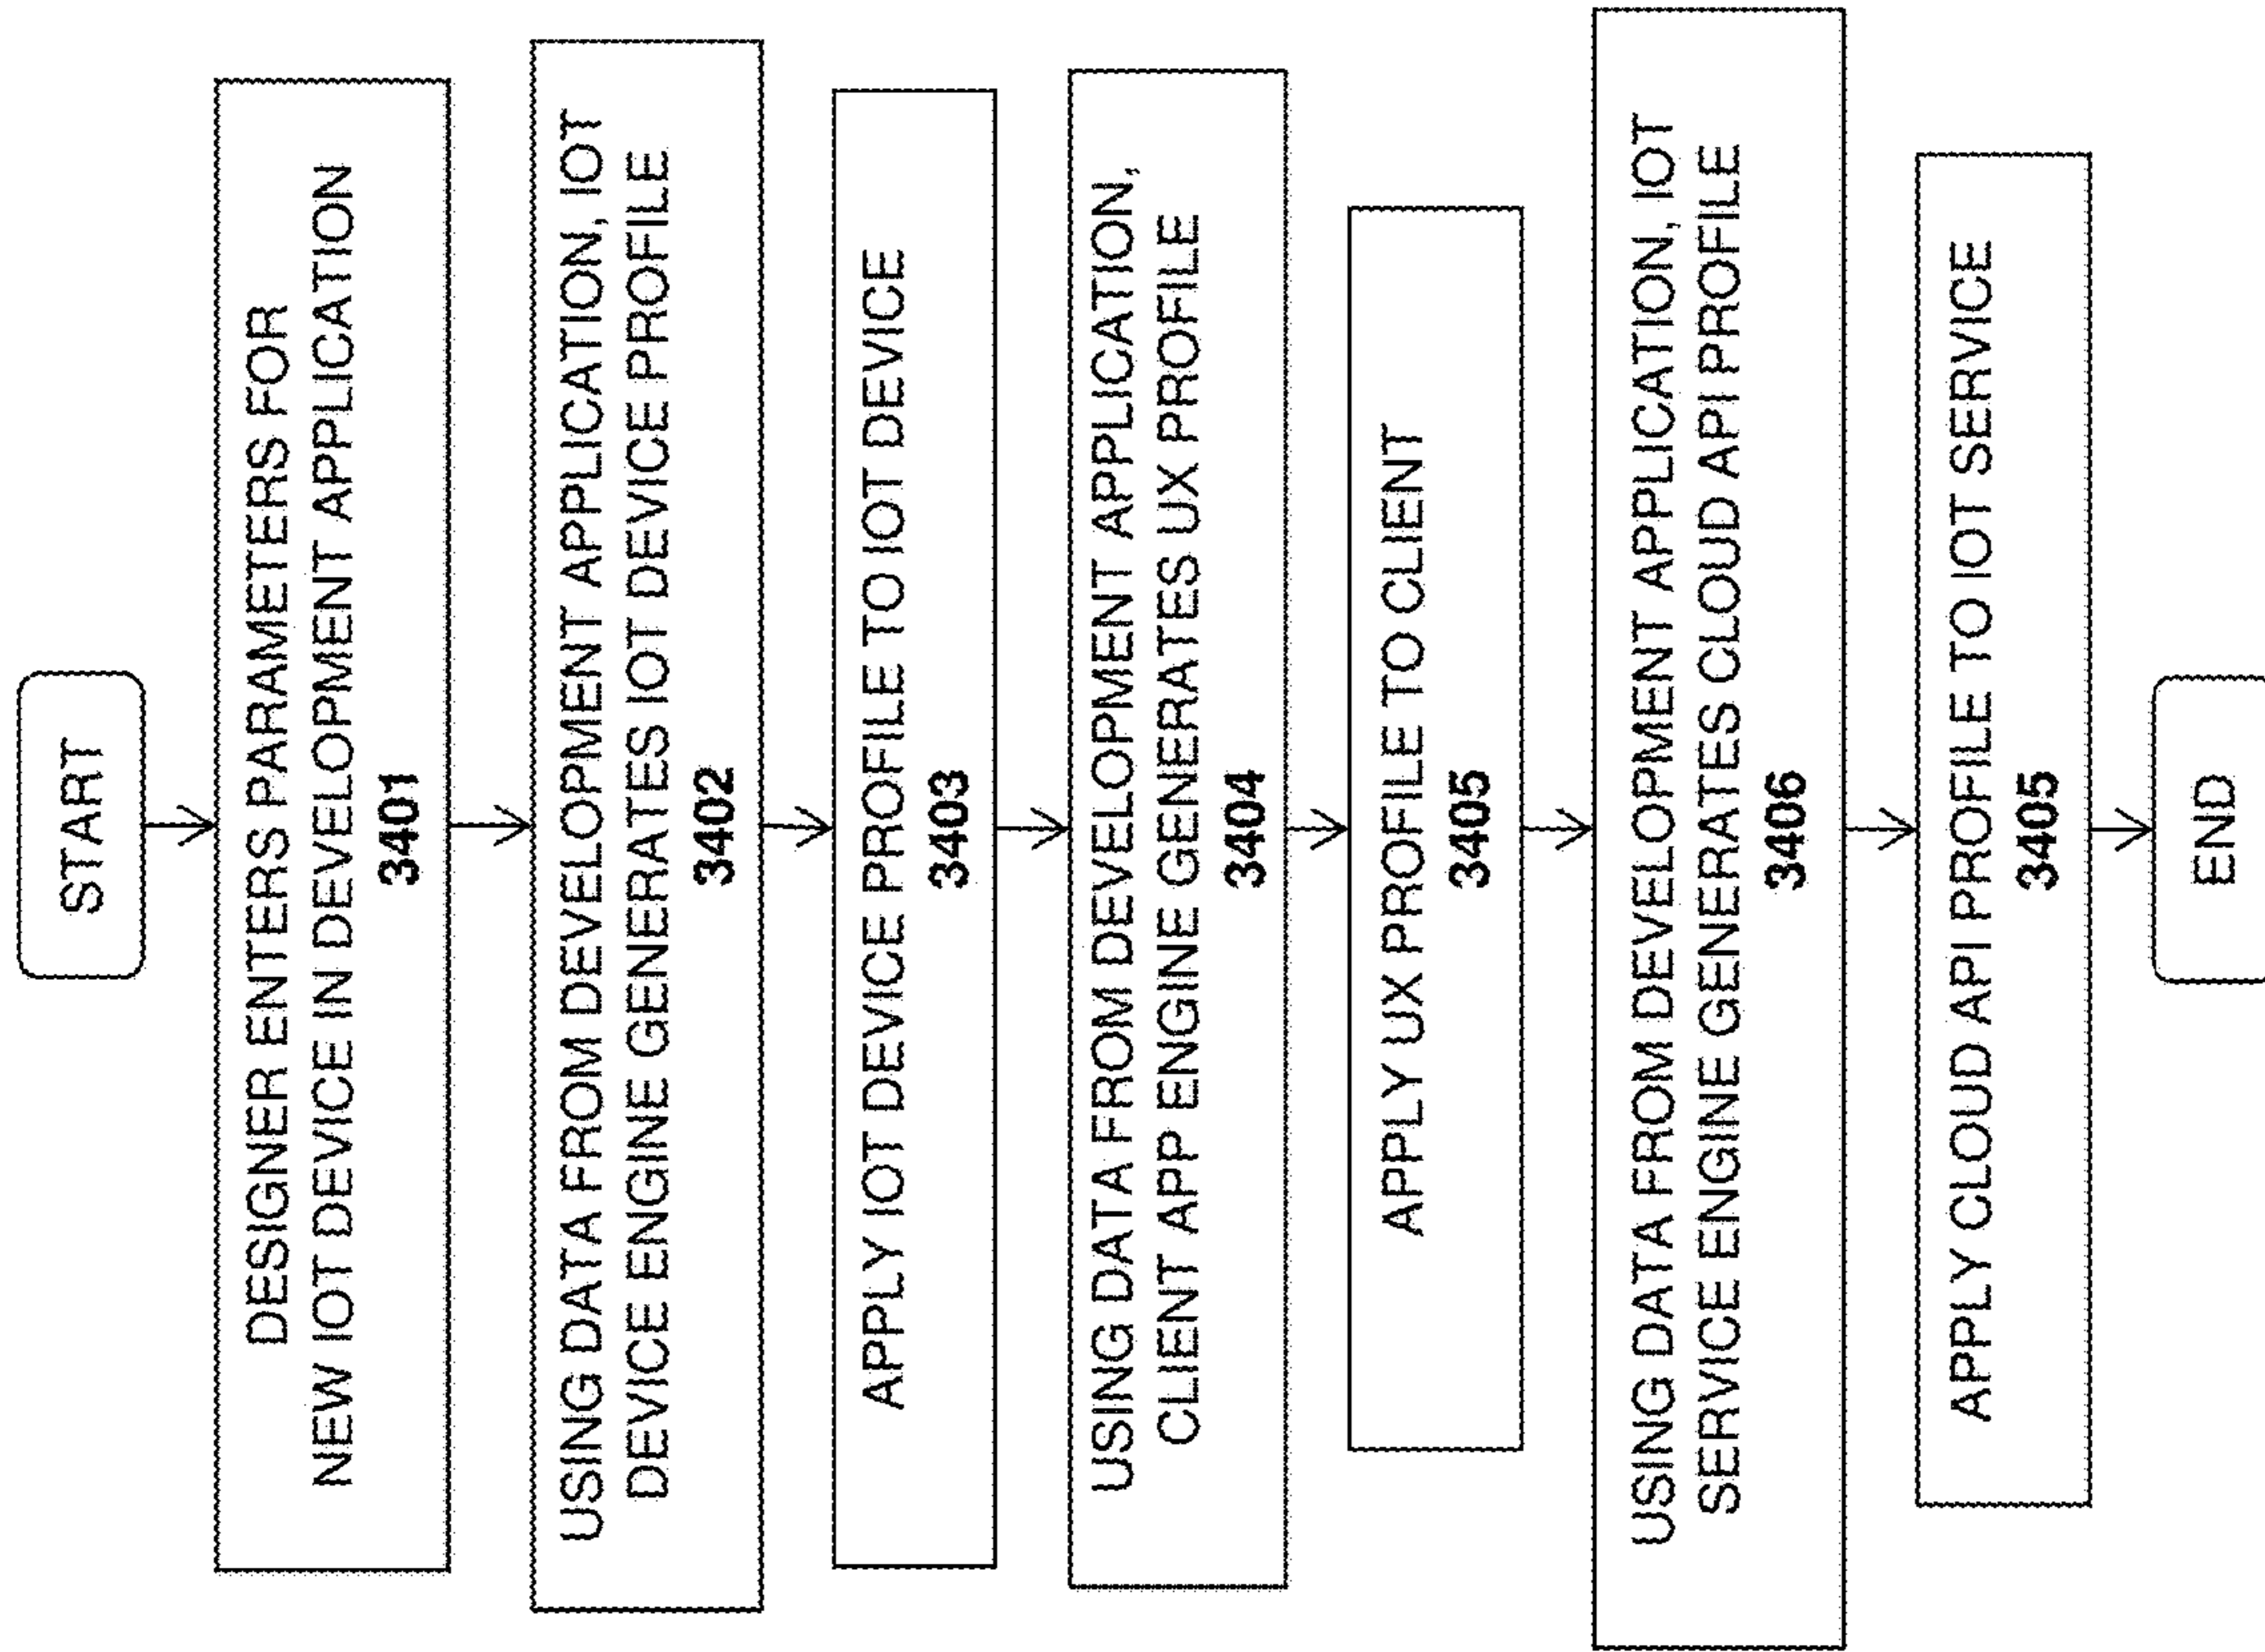 START
DESIGNER ENTERS PARAMETERS FOR
NEW IOT DEVICE IN DEVELOPMENT APPLICATION
3401
USING DATA FROM DEVELOPMENT APPLICATION, IOT
DEVICE ENGINE GENERATES IOT DEVICE PROFILE
3402
APPLY IOT DEVICE PROFILE TO IOT DEVICE
3403
USING DATA FROM DEVELOPMENT APPLICATION,
CLIENT APP ENGINE GENERATES UX PROFILE
3404
APPLY UX PROFILE TO CLIENT
3405
USING DATA FROM DEVELOPMENT APPLICATION, IOT
SERVICE ENGINE GENERATES CLOUD API PROFILE
3406
APPLY CLOUD API PROFILE TO IOT SERVICE
3405
END